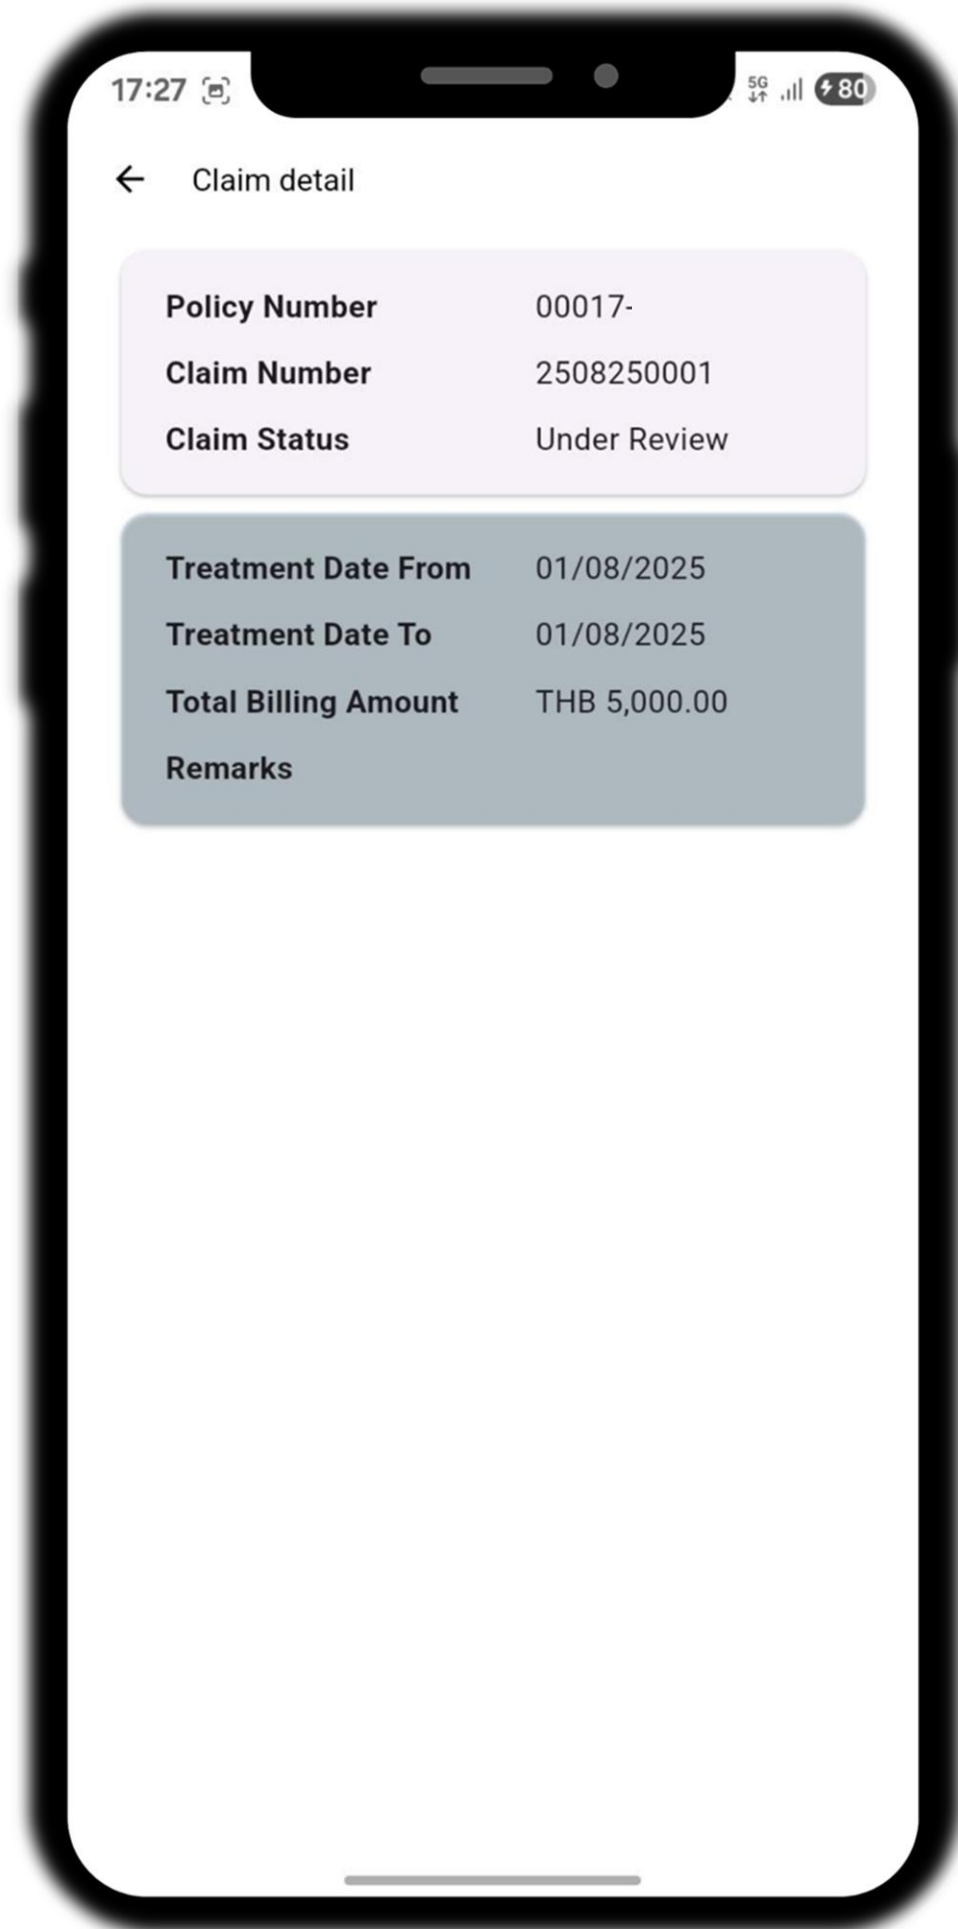 17:27
5G
80
Claim detail
Policy Number 00017-
Claim Number 2508250001
Claim Status Under Review
Treatment Date From 01/08/2025
Treatment Date To 01/08/2025
Total Billing Amount THB 5,000.00
Remarks